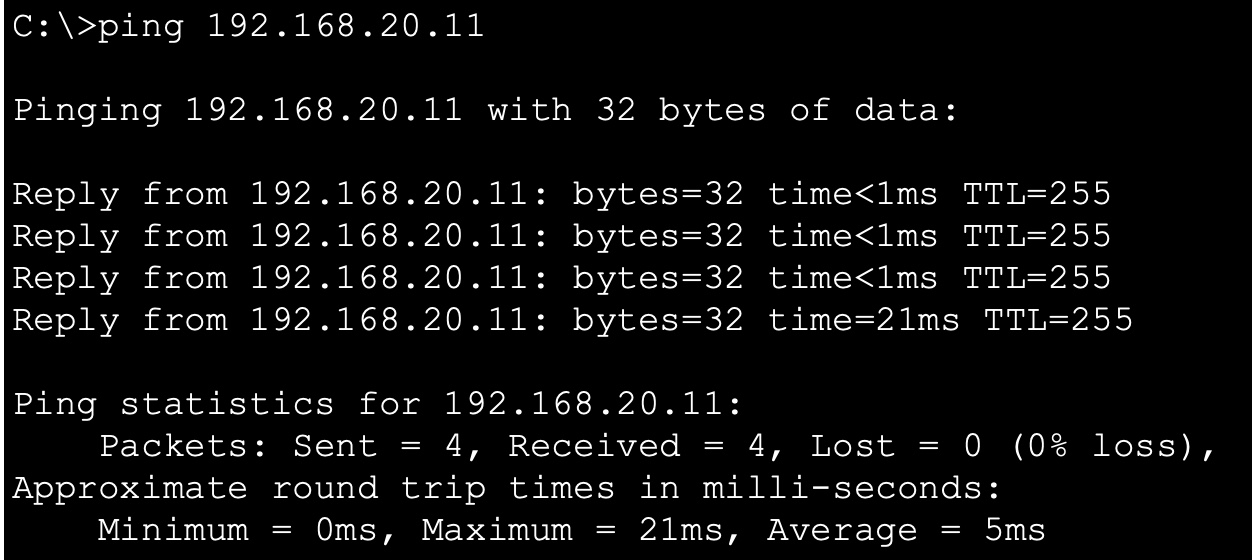 C:\>ping 192.168.20.11
Pinging 192.168.20.11 with 32 bytes of data:
Reply from 192.168.20.11: bytes=32 time<1ms TTL=255
Reply from 192.168.20.11: bytes=32 time<1ms TTL=255
Reply from 192.168.20.11: bytes=32 time<1ms TTL=255
Reply from 192.168.20.11: bytes=32 time=21ms TTL=255
Ping statistics for 192.168.20.11:
    Packets: Sent = 4, Received = 4, Lost = 0 (0% loss),
Approximate round trip times in milli-seconds:
    Minimum = 0ms, Maximum = 21ms, Average = 5ms